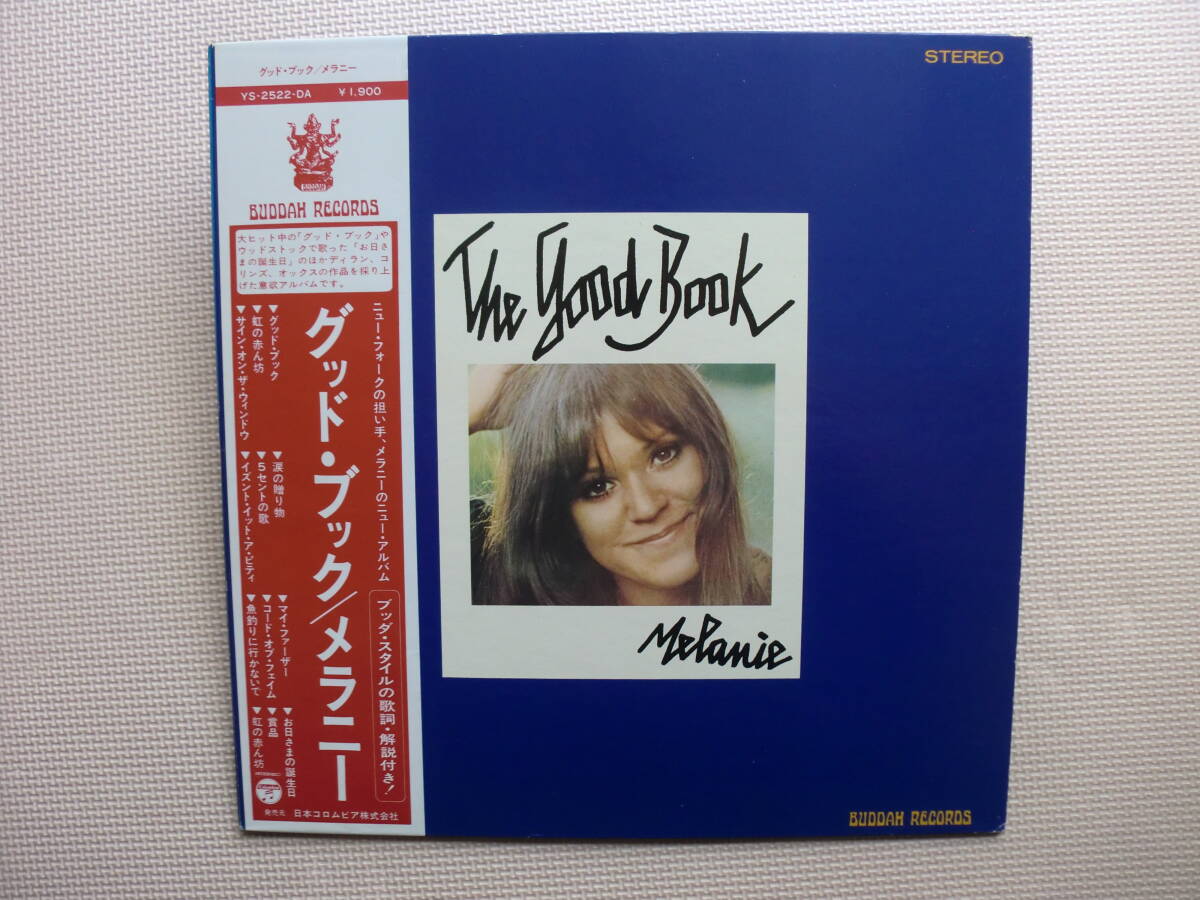 グッド・ブック／メラニー
YS-2522-DA ￥1,900
BUDDAH RECORDS
大ヒット中の「グッド・ブック」や
ウッドストックで歌った「お日さ
まの誕生日」のほかディラン、コ
リンズ、オックスの作品を採り上
げた意欲アルバムです。
ニュー・フォークの担い手、メラニーのニュー・アルバム
ブッダ・スタイルの歌詞・解説付き！
グッド・ブック／メラニー
▼グッド・ブック
▼虹の赤ん坊
▼サイン・オン・ザ・ウィンドウ
▼涙の贈り物
▼５セントの歌
▼イズント・イット・ア・ピティ
▼マイ・ファーザー
▼コード・オブ・フェイム
▼魚釣りに行かないで
▼お日さまの誕生日
▼賞品
▼虹の赤ん坊
発売元 日本コロムビア株式会社
STEREO
The Good Book
Melanie
BUDDAH RECORDS